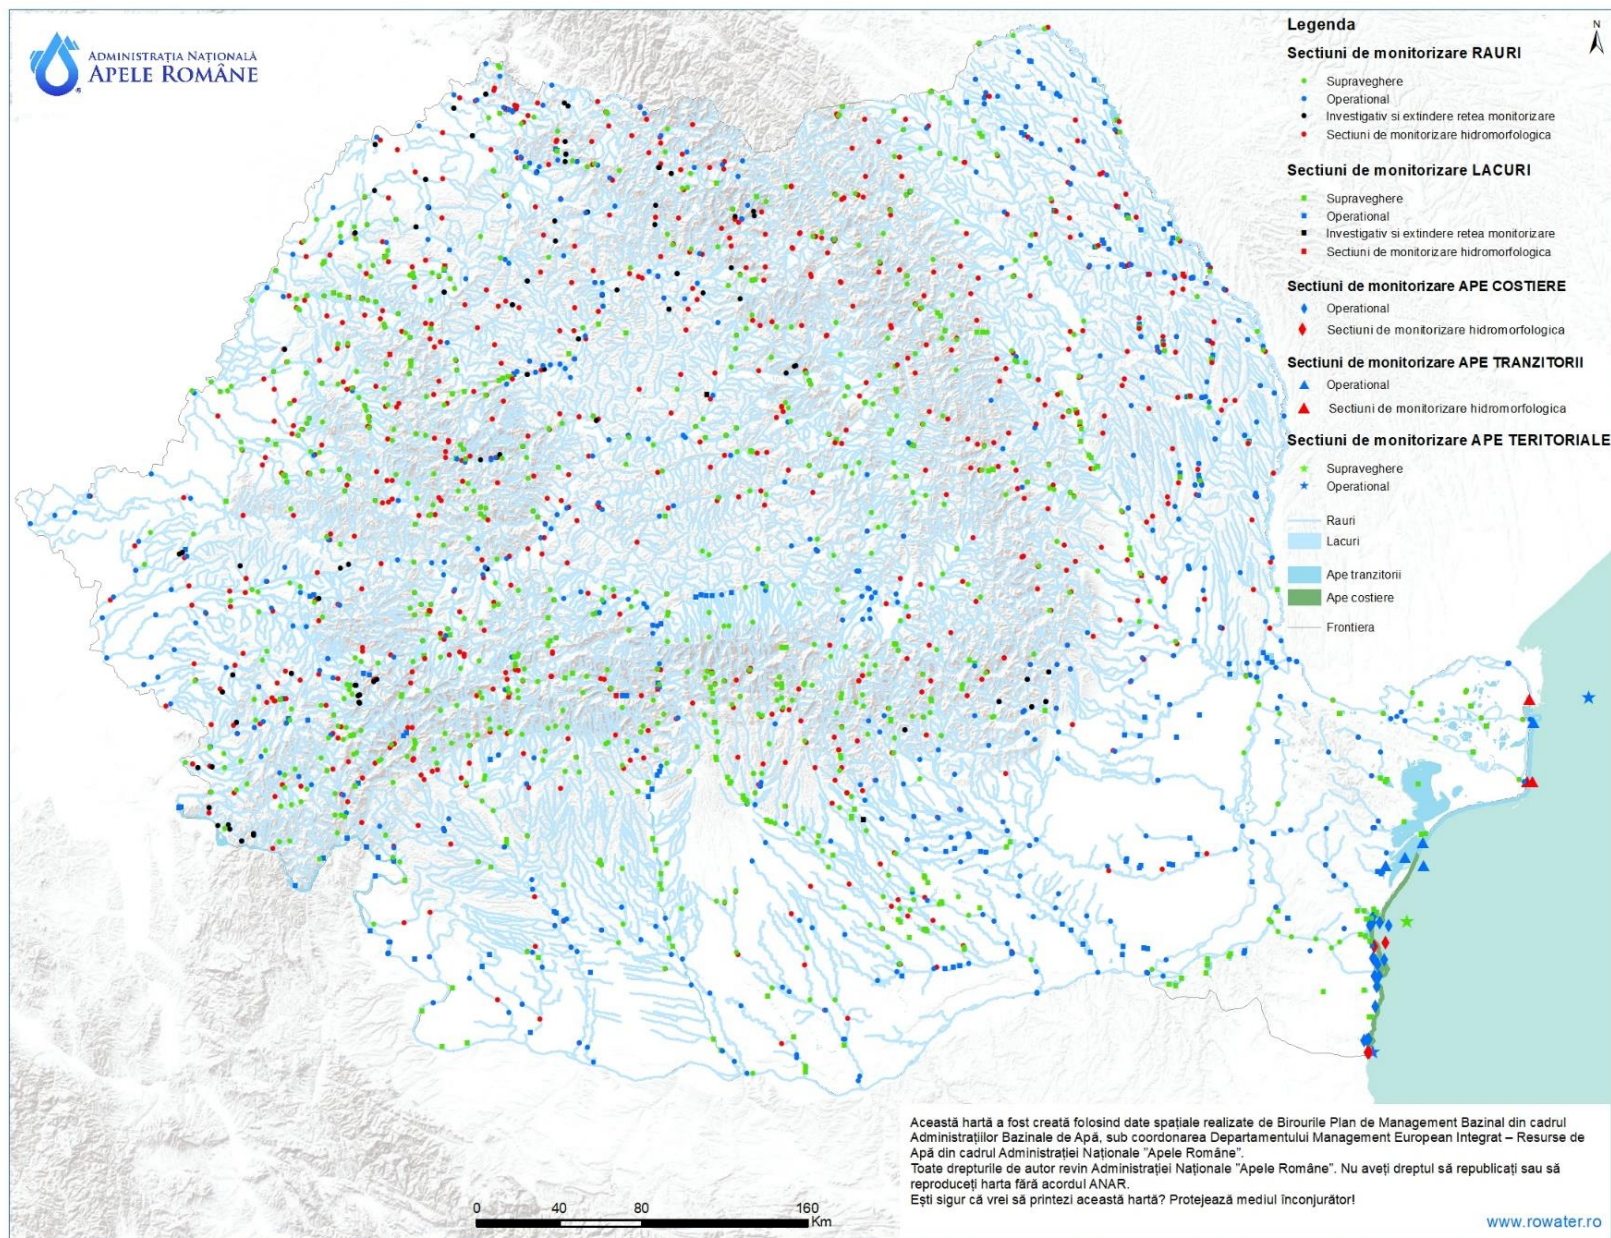 ADMINISTRAȚIA NAȚIONALĂ
APELE ROMÂNE
®
N
Legenda
Sectiuni de monitorizare RAURI
Supraveghere
Operational
Investigativ si extindere retea monitorizare
Sectiuni de monitorizare hidromorfologica
Sectiuni de monitorizare LACURI
Supraveghere
Operational
Investigativ si extindere retea monitorizare
Sectiuni de monitorizare hidromorfologica
Sectiuni de monitorizare APE COSTIERE
Operational
Sectiuni de monitorizare hidromorfologica
Sectiuni de monitorizare APE TRANZITORII
Operational
Sectiuni de monitorizare hidromorfologica
Sectiuni de monitorizare APE TERITORIALE
Supraveghere
Operational
Rauri
Lacuri
Ape tranzitorii
Ape costiere
Frontiera
Această hartă a fost creată folosind date spațiale realizate de Birourile Plan de Management Bazinal din cadrul
Administrațiilor Bazinale de Apă, sub coordonarea Departamentului Management European Integrat – Resurse de
Apă din cadrul Administrației Naționale "Apele Române".
Toate drepturile de autor revin Administrației Naționale "Apele Române". Nu aveți dreptul să republicați sau să
reproduceți harta fără acordul ANAR.
Ești sigur că vrei să printezi această hartă? Protejează mediul înconjurător!
0 40 80 160
Km
www.rowater.ro